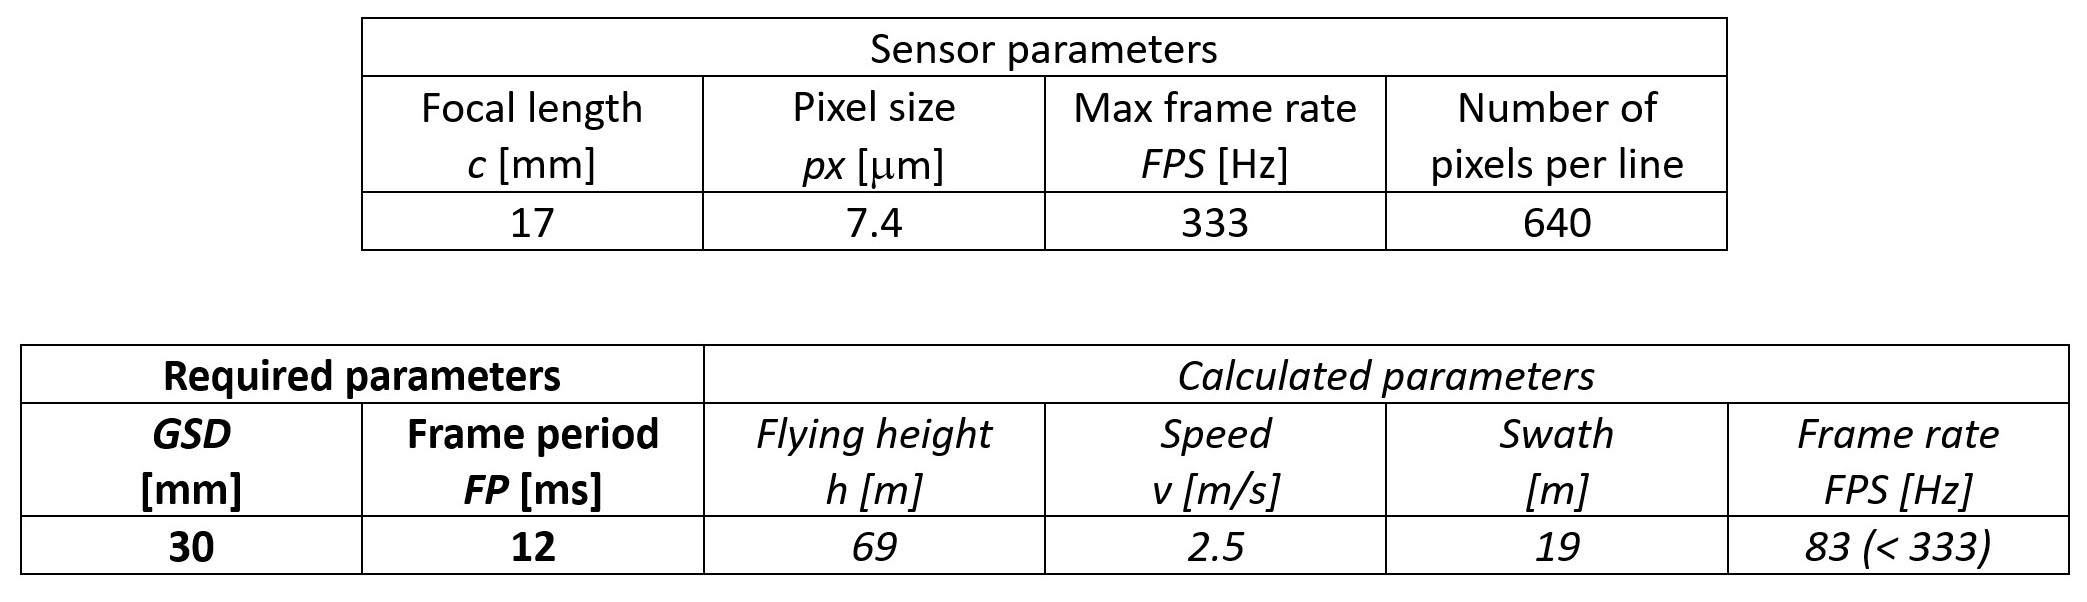 Sensor parameters
Focal length Pixel size Max frame rate Number of
c [mm] px [μm] FPS [Hz] pixels per line
17 7.4 333 640
Required parameters Calculated parameters
GSD Frame period Flying height Speed Swath Frame rate
[mm] FP [ms] h [m] v [m/s] [m] FPS [Hz]
30 12 69 2.5 19 83 (< 333)